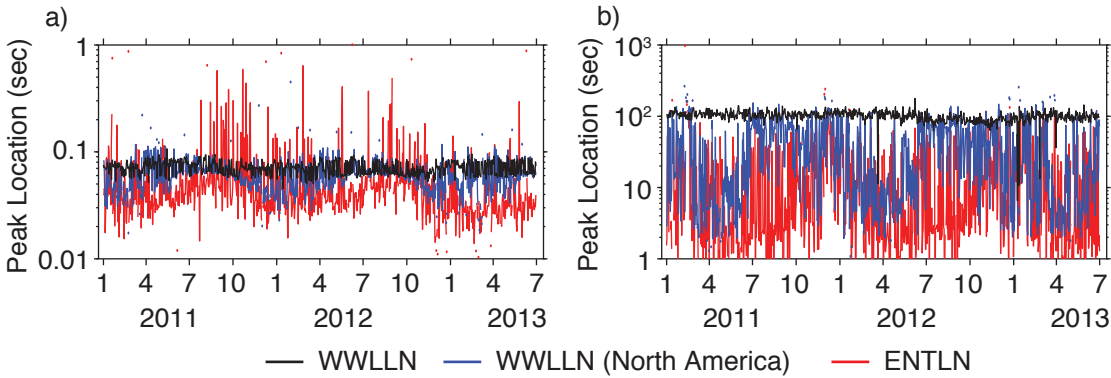 a)
Peak Location (sec)
1
0.1
0.01
1 4 7 10 1 4 7 10 1 4 7
2011 2012 2013
b)
Peak Location (sec)
10³
10²
10
1
1 4 7 10 1 4 7 10 1 4 7
2011 2012 2013
WWLLN WWLLN (North America) ENTLN